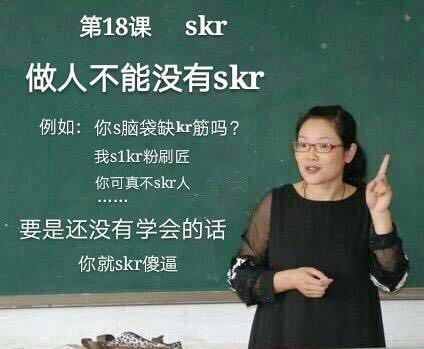 第18课 skr
做人不能没有skr
例如：你s脑袋缺kr筋吗？
我s1kr粉刷匠
你可真不skr人
……
要是还没有学会的话
你就skr傻逼